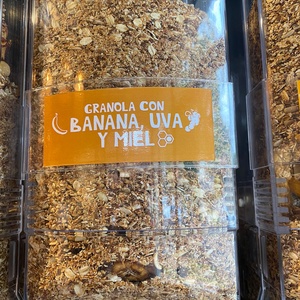 GRANOLA CON
BANANA, UVA
Y MIEL